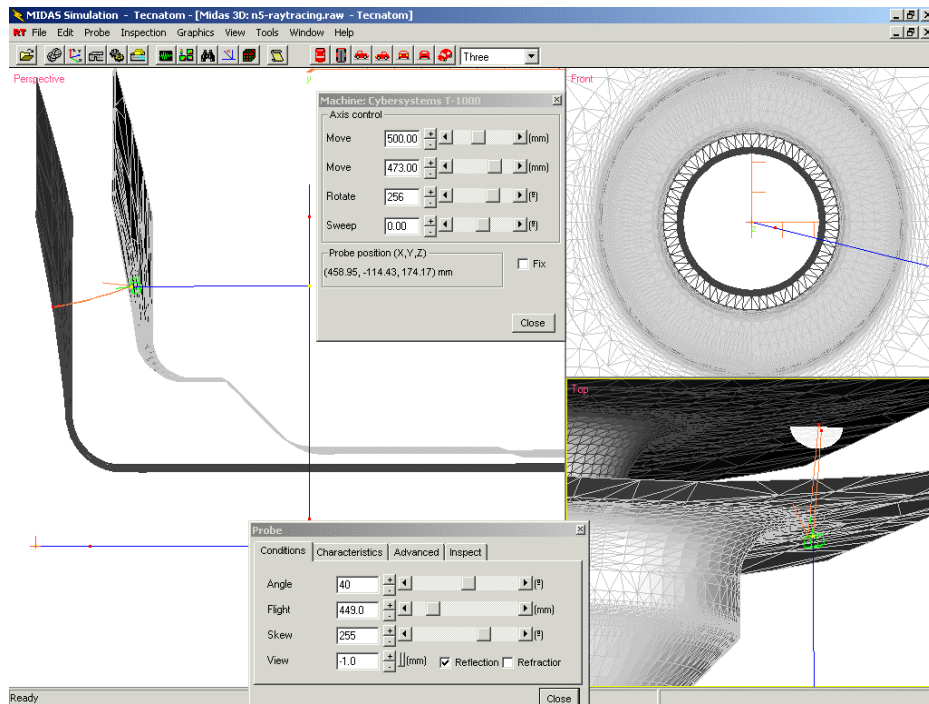 MIDAS Simulation - Tecnatom - [Midas 3D: n5-raytracing.raw - Tecnatom]
RT File Edit Probe Inspection Graphics View Tools Window Help
Three
Perspective
y
Front
z
Machine: Cybersystems T-1000
Axis control
Move 500.00 (mm)
Move 473.00 (mm)
Rotate 256 (º)
Sweep 0.00 (º)
Probe position (X,Y,Z)
(458.95, -114.43, 174.17) mm
Fix
Close
Top
Probe
Conditions Characteristics Advanced Inspect
Angle 40 (º)
Flight 449.0 (mm)
Skew 255 (º)
View -1.0 (mm) Reflection Refractior
Close
Ready